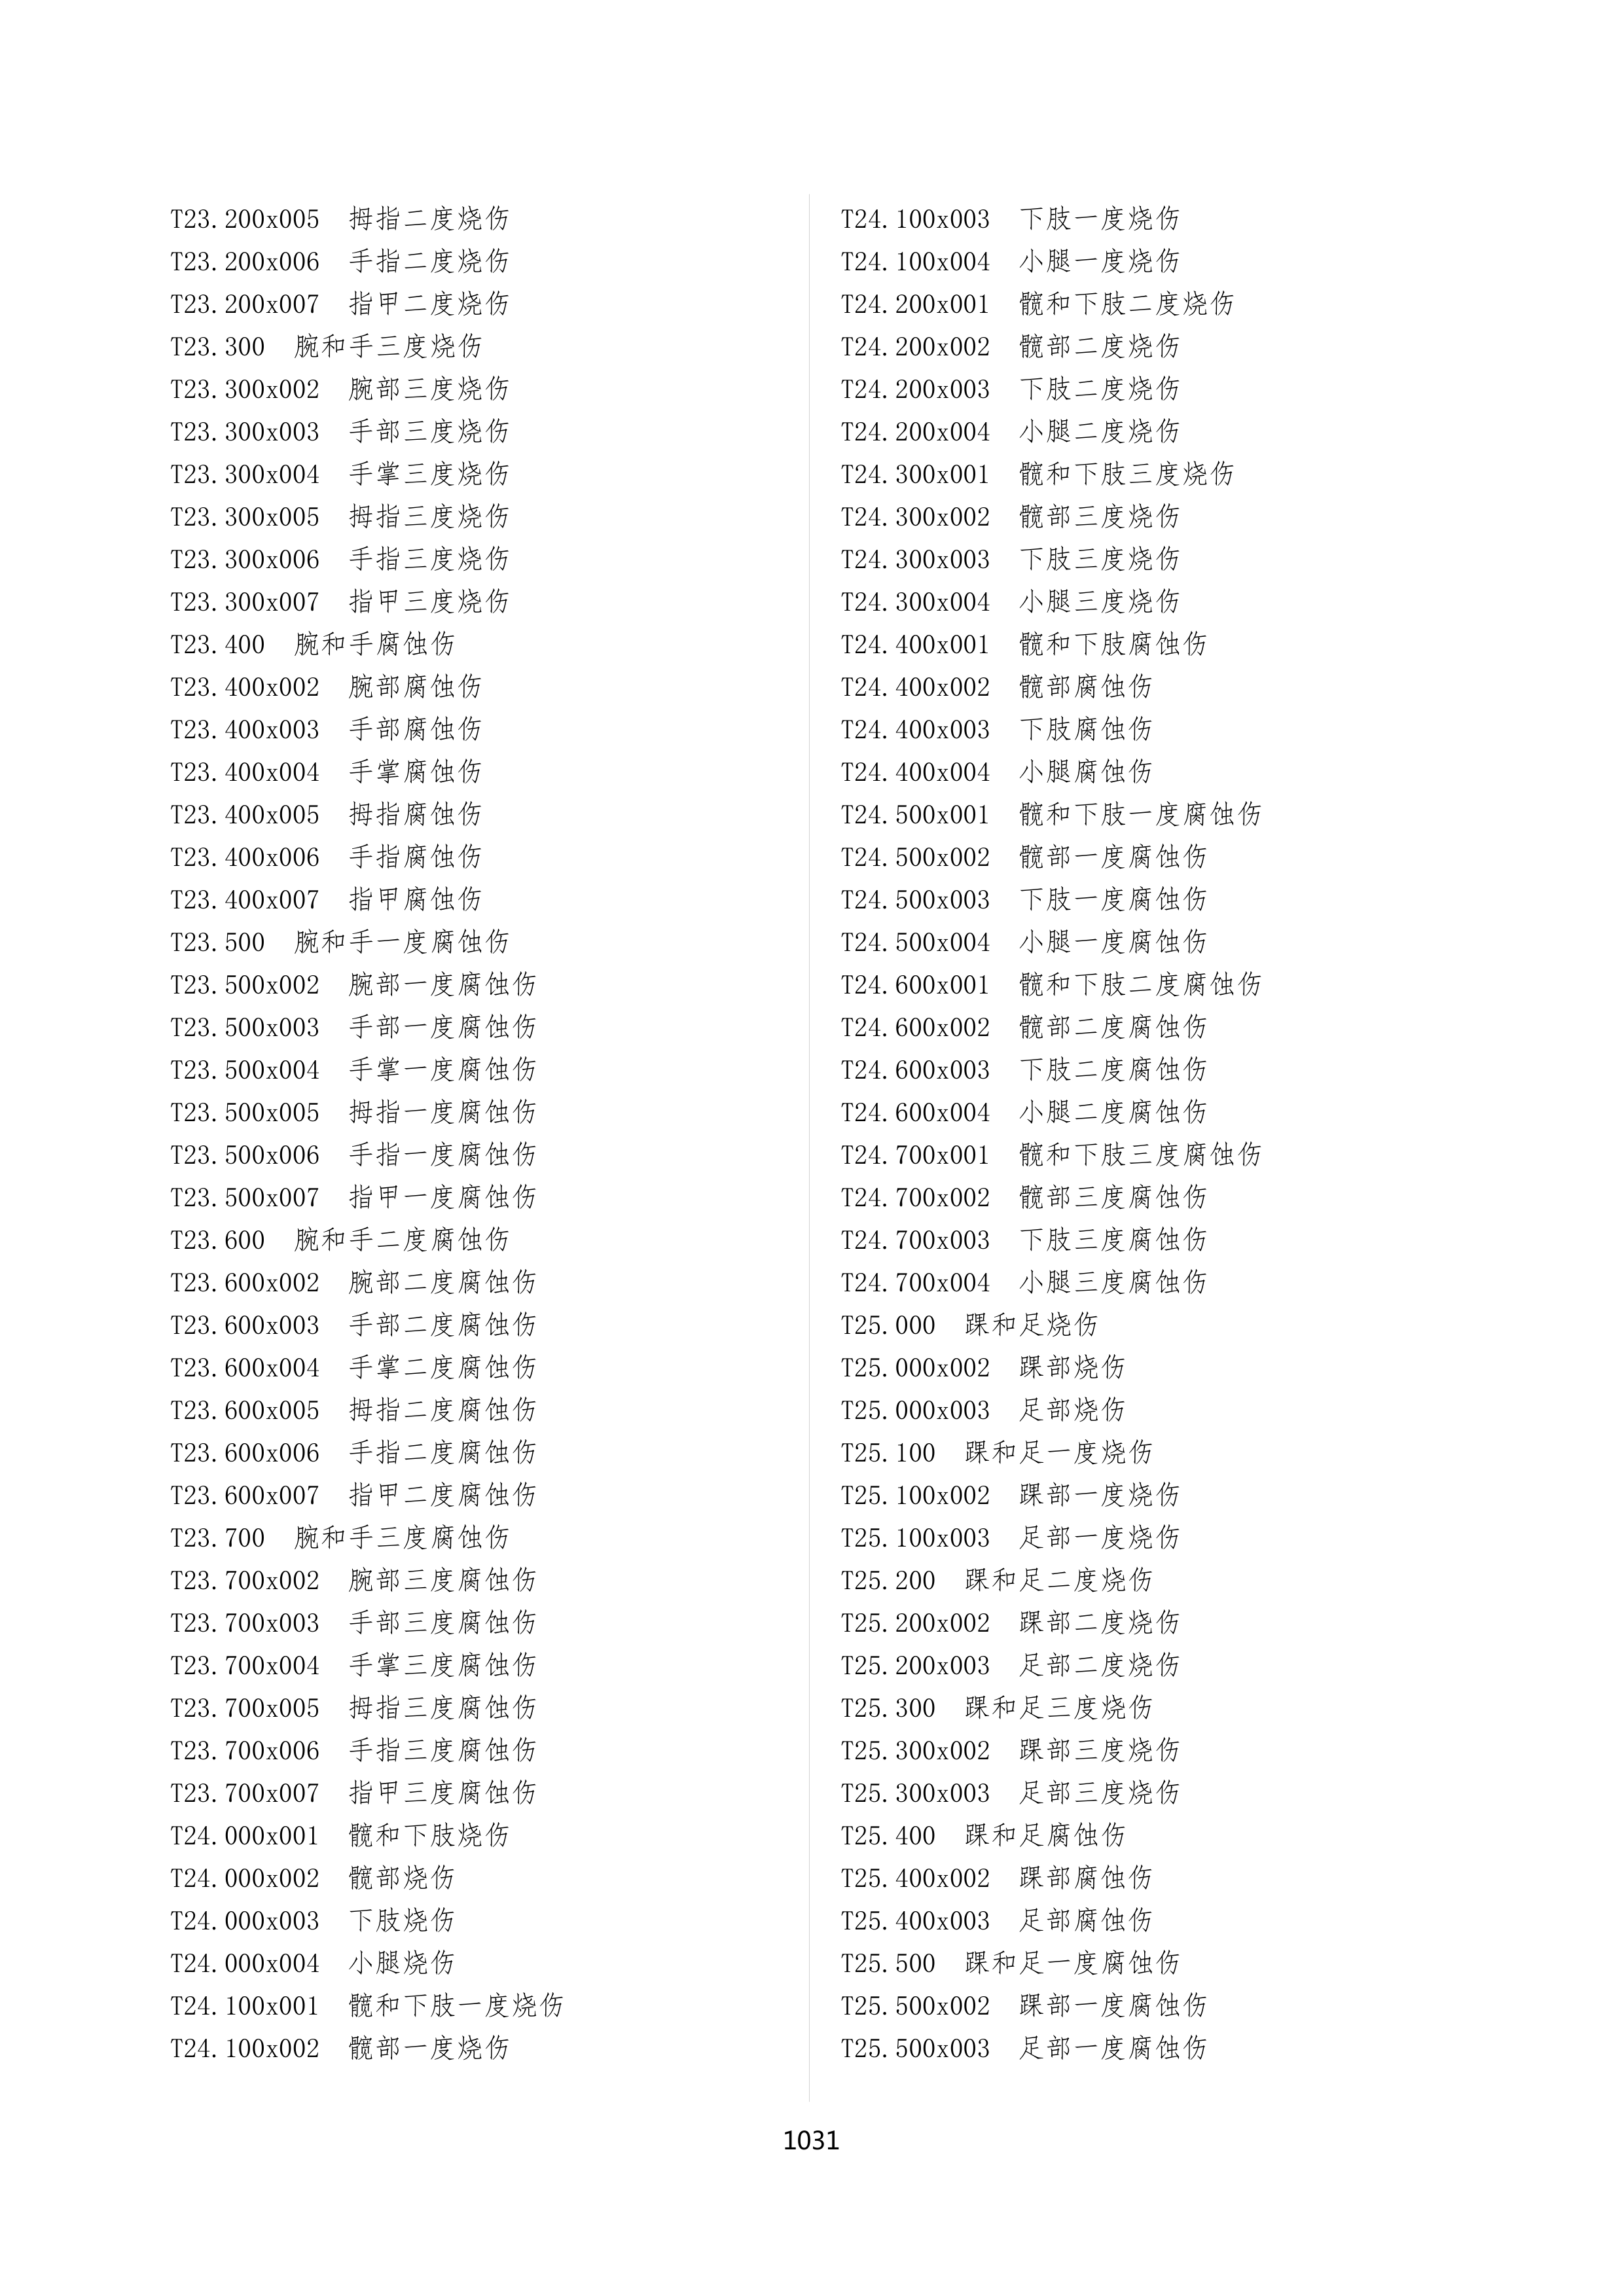 T23.200x005 拇指二度烧伤
T23.200x006 手指二度烧伤
T23.200x007 指甲二度烧伤
T23.300 腕和手三度烧伤
T23.300x002 腕部三度烧伤
T23.300x003 手部三度烧伤
T23.300x004 手掌三度烧伤
T23.300x005 拇指三度烧伤
T23.300x006 手指三度烧伤
T23.300x007 指甲三度烧伤
T23.400 腕和手腐蚀伤
T23.400x002 腕部腐蚀伤
T23.400x003 手部腐蚀伤
T23.400x004 手掌腐蚀伤
T23.400x005 拇指腐蚀伤
T23.400x006 手指腐蚀伤
T23.400x007 指甲腐蚀伤
T23.500 腕和手一度腐蚀伤
T23.500x002 腕部一度腐蚀伤
T23.500x003 手部一度腐蚀伤
T23.500x004 手掌一度腐蚀伤
T23.500x005 拇指一度腐蚀伤
T23.500x006 手指一度腐蚀伤
T23.500x007 指甲一度腐蚀伤
T23.600 腕和手二度腐蚀伤
T23.600x002 腕部二度腐蚀伤
T23.600x003 手部二度腐蚀伤
T23.600x004 手掌二度腐蚀伤
T23.600x005 拇指二度腐蚀伤
T23.600x006 手指二度腐蚀伤
T23.600x007 指甲二度腐蚀伤
T23.700 腕和手三度腐蚀伤
T23.700x002 腕部三度腐蚀伤
T23.700x003 手部三度腐蚀伤
T23.700x004 手掌三度腐蚀伤
T23.700x005 拇指三度腐蚀伤
T23.700x006 手指三度腐蚀伤
T23.700x007 指甲三度腐蚀伤
T24.000x001 髋和下肢烧伤
T24.000x002 髋部烧伤
T24.000x003 下肢烧伤
T24.000x004 小腿烧伤
T24.100x001 髋和下肢一度烧伤
T24.100x002 髋部一度烧伤
T24.100x003 下肢一度烧伤
T24.100x004 小腿一度烧伤
T24.200x001 髋和下肢二度烧伤
T24.200x002 髋部二度烧伤
T24.200x003 下肢二度烧伤
T24.200x004 小腿二度烧伤
T24.300x001 髋和下肢三度烧伤
T24.300x002 髋部三度烧伤
T24.300x003 下肢三度烧伤
T24.300x004 小腿三度烧伤
T24.400x001 髋和下肢腐蚀伤
T24.400x002 髋部腐蚀伤
T24.400x003 下肢腐蚀伤
T24.400x004 小腿腐蚀伤
T24.500x001 髋和下肢一度腐蚀伤
T24.500x002 髋部一度腐蚀伤
T24.500x003 下肢一度腐蚀伤
T24.500x004 小腿一度腐蚀伤
T24.600x001 髋和下肢二度腐蚀伤
T24.600x002 髋部二度腐蚀伤
T24.600x003 下肢二度腐蚀伤
T24.600x004 小腿二度腐蚀伤
T24.700x001 髋和下肢三度腐蚀伤
T24.700x002 髋部三度腐蚀伤
T24.700x003 下肢三度腐蚀伤
T24.700x004 小腿三度腐蚀伤
T25.000 踝和足烧伤
T25.000x002 踝部烧伤
T25.000x003 足部烧伤
T25.100 踝和足一度烧伤
T25.100x002 踝部一度烧伤
T25.100x003 足部一度烧伤
T25.200 踝和足二度烧伤
T25.200x002 踝部二度烧伤
T25.200x003 足部二度烧伤
T25.300 踝和足三度烧伤
T25.300x002 踝部三度烧伤
T25.300x003 足部三度烧伤
T25.400 踝和足腐蚀伤
T25.400x002 踝部腐蚀伤
T25.400x003 足部腐蚀伤
T25.500 踝和足一度腐蚀伤
T25.500x002 踝部一度腐蚀伤
T25.500x003 足部一度腐蚀伤
1031